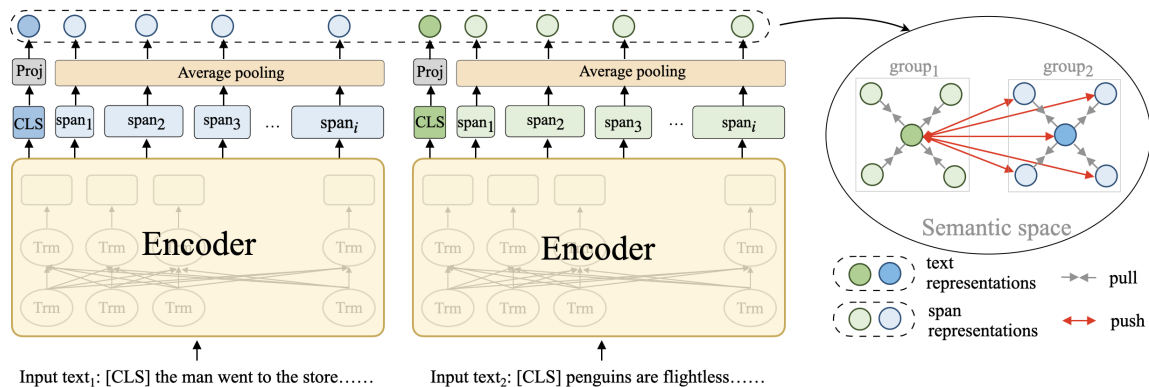 Proj
Average pooling
CLS
span1
span2
span3
...
spani
Trm
Trm
Trm
Trm
Encoder
Trm
Trm
Trm
Trm
Input text1: [CLS] the man went to the store……
Proj
Average pooling
CLS
span1
span2
span3
...
spani
Trm
Trm
Trm
Trm
Encoder
Trm
Trm
Trm
Trm
Input text2: [CLS] penguins are flightless……
group1
group2
Semantic space
text
representations
pull
span
representations
push